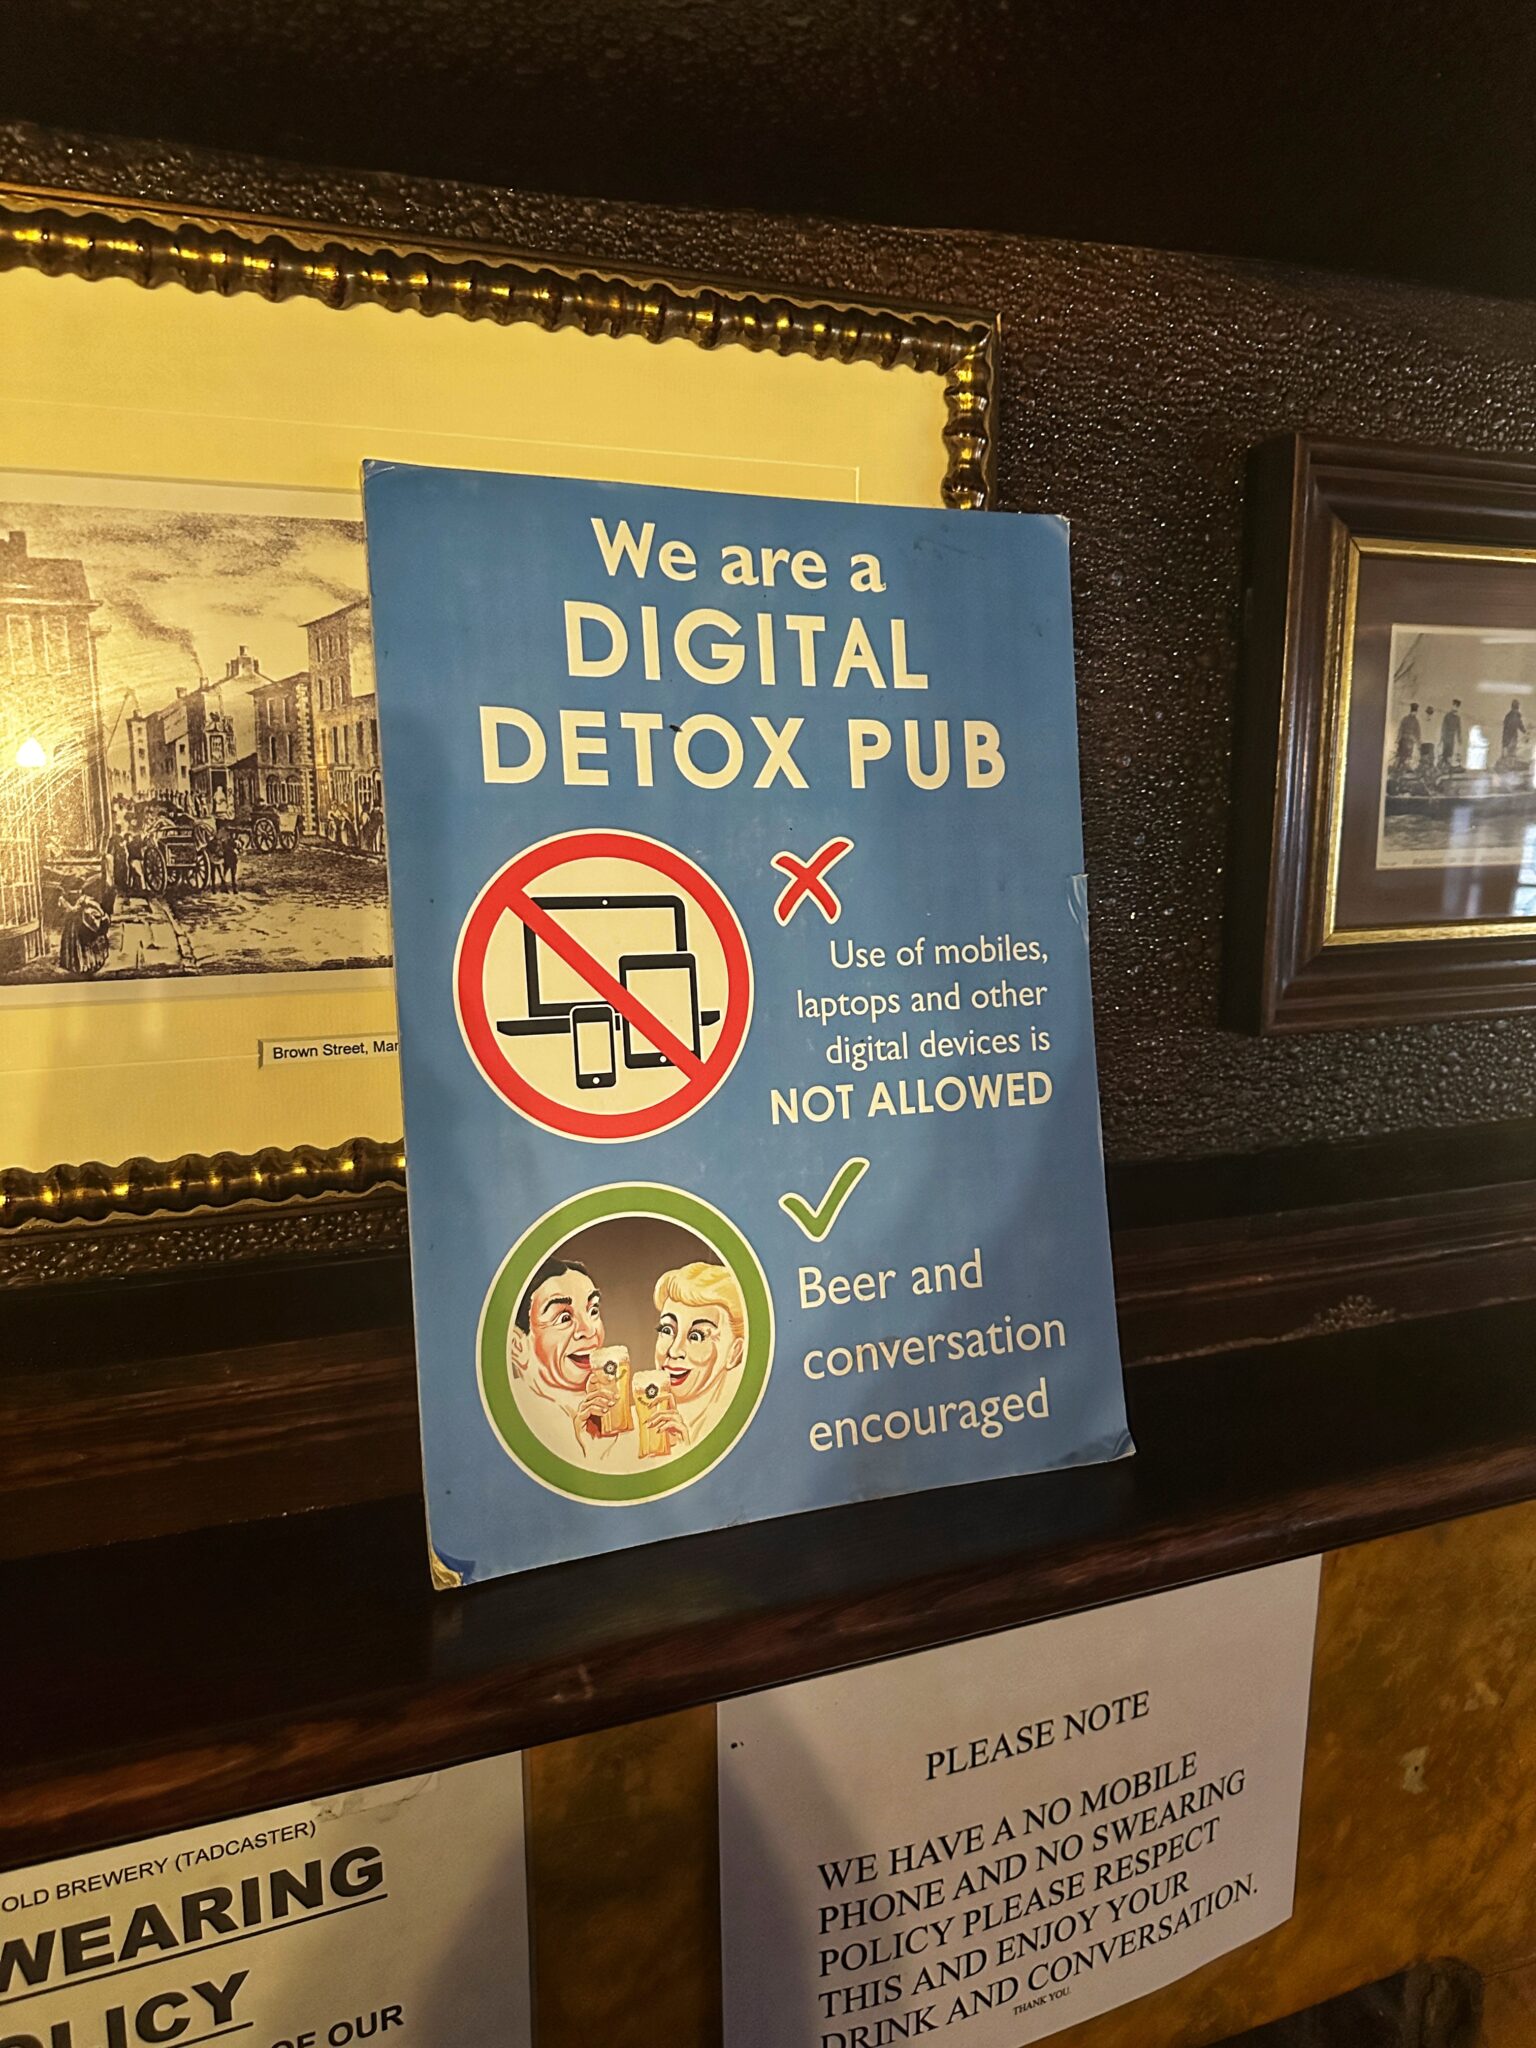 We are a
DIGITAL
DETOX PUB
Use of mobiles,
laptops and other
digital devices is
NOT ALLOWED
Beer and
conversation
encouraged
Brown Street,
PLEASE NOTE
WE HAVE A NO MOBILE
PHONE AND NO SWEARING
POLICY PLEASE RESPECT
THIS AND ENJOY YOUR
DRINK AND CONVERSATION.
THANK YOU.
OLD BREWERY (TADCASTER)
WEARING
OLICY
OF OUR